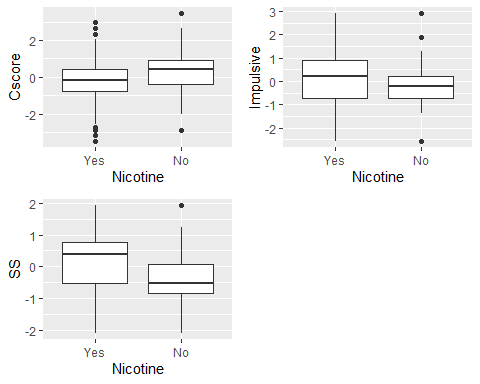 Cscore
2
0
-2
Yes No
Nicotine
Impulsive
3
2
1
0
-1
-2
Yes No
Nicotine
SS
2
1
0
-1
-2
Yes No
Nicotine